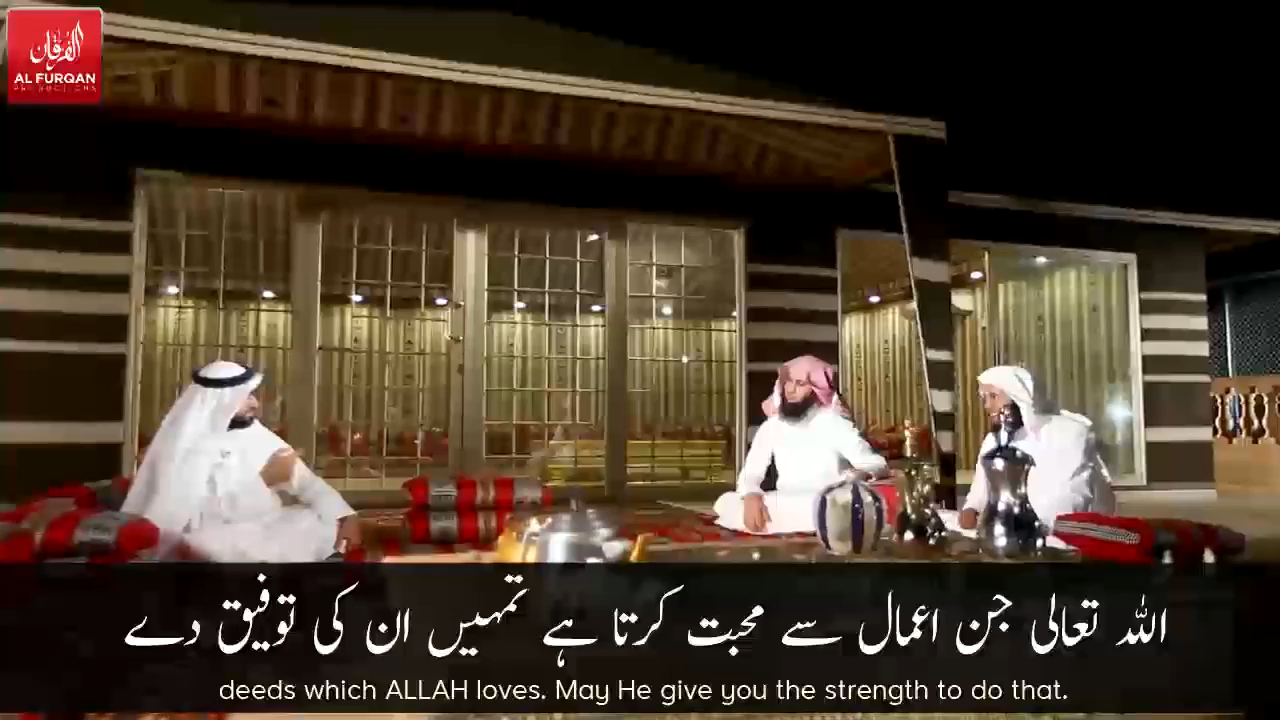 الفرقان
AL FURQAN
PRODUCTIONS
اللہ تعالی جن اعمال سے محبت کرتا ہے تمہیں ان کی توفیق دے
deeds which ALLAH loves. May He give you the strength to do that.